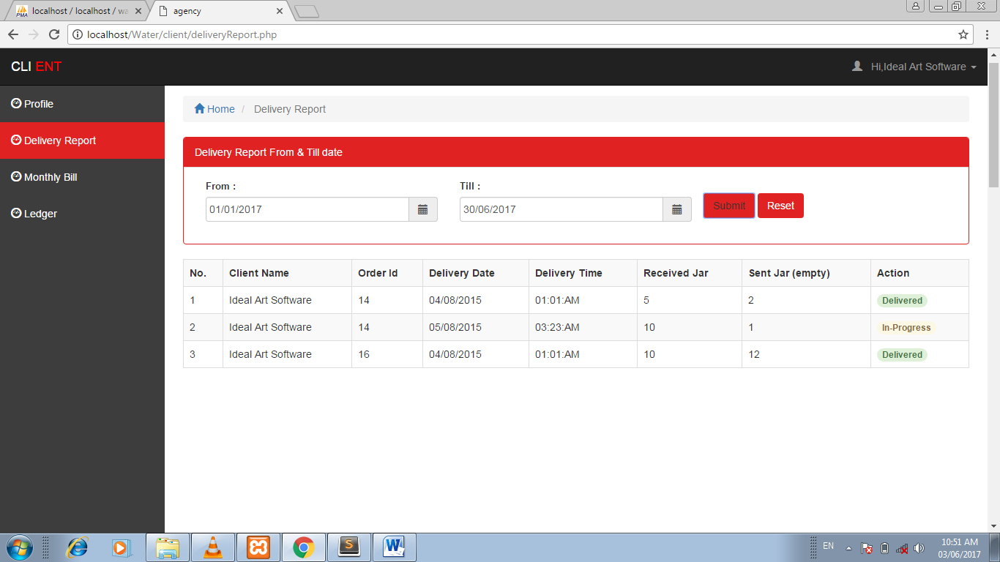 localhost / localhost / wa
agency
localhost/Water/client/deliveryReport.php
CLI ENT
Hi,Ideal Art Software
Profile
Delivery Report
Monthly Bill
Ledger
Home / Delivery Report
Delivery Report From & Till date
From :
Till :
01/01/2017
30/06/2017
Submit
Reset
No. Client Name Order Id Delivery Date Delivery Time Received Jar Sent Jar (empty) Action
1 Ideal Art Software 14 04/08/2015 01:01:AM 5 2 Delivered
2 Ideal Art Software 14 05/08/2015 03:23:AM 10 1 In-Progress
3 Ideal Art Software 16 04/08/2015 01:01:AM 10 12 Delivered
EN
10:51 AM
03/06/2017